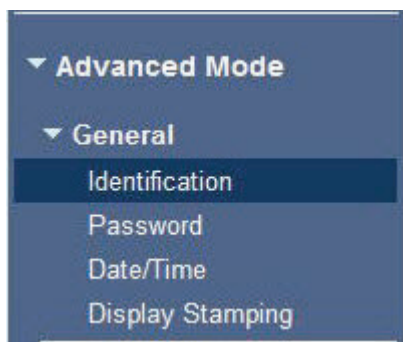 Advanced Mode
General
Identification
Password
Date/Time
Display Stamping